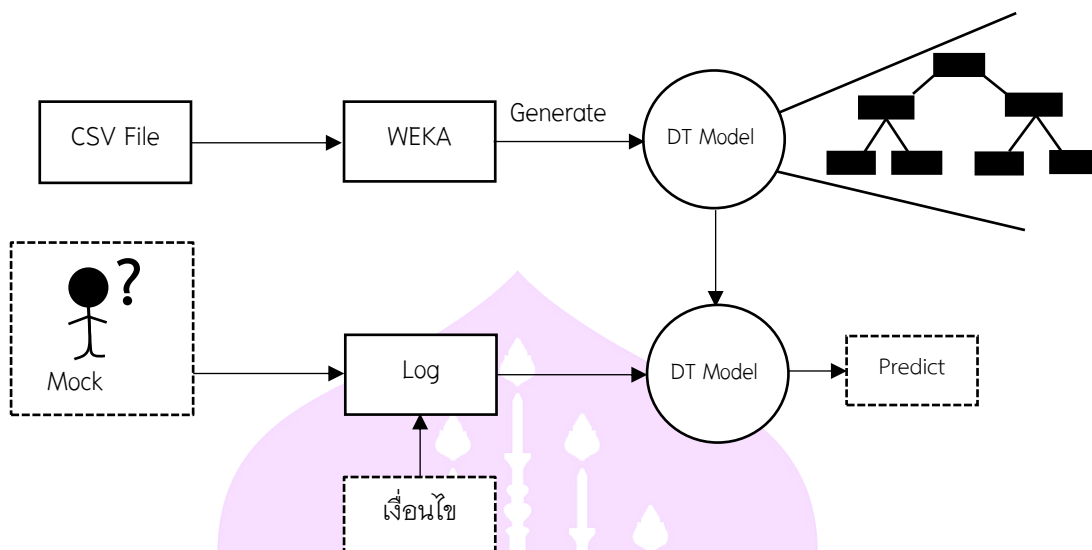 CSV File
WEKA
Generate
DT Model
?
Mock
Log
DT Model
Predict
เงื่อนไข